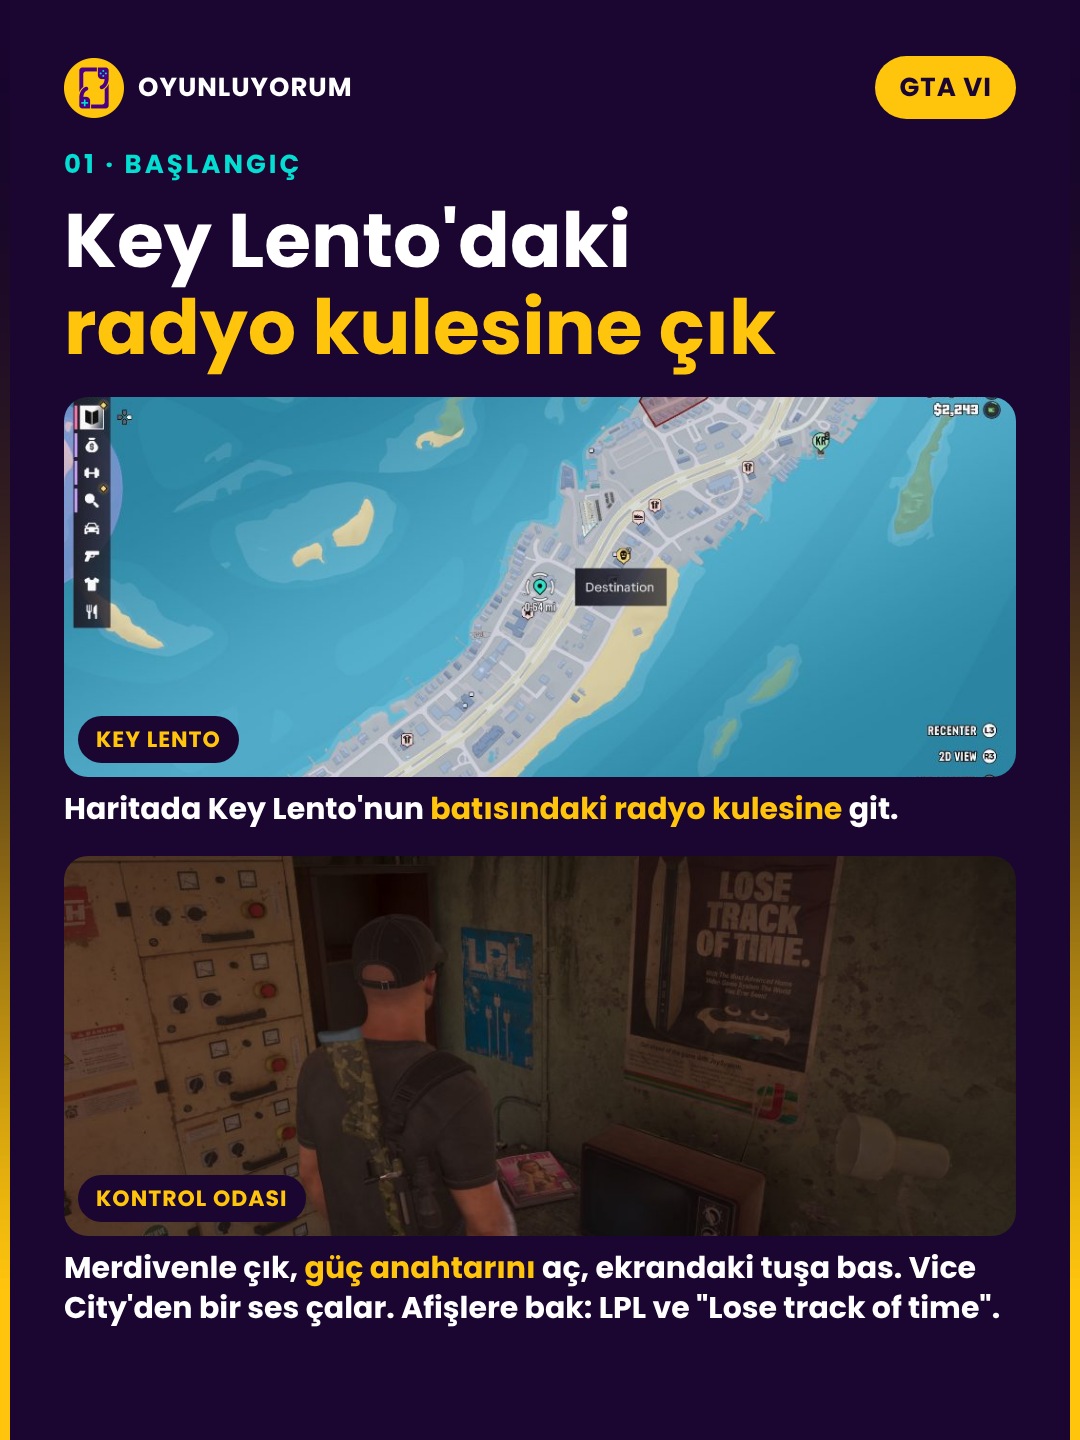 OYUNLUYORUM
GTA VI
01 · BAŞLANGIÇ
Key Lento'daki
radyo kulesine çık
$2,243
KR
Destination
0.64 mi
RECENTER L3
2D VIEW R3
KEY LENTO
Haritada Key Lento'nun batısındaki radyo kulesine git.
H
LPL
LOSE
TRACK
OF TIME.
KONTROL ODASI
Merdivenle çık, güç anahtarını aç, ekrandaki tuşa bas. Vice
City'den bir ses çalar. Afişlere bak: LPL ve "Lose track of time".